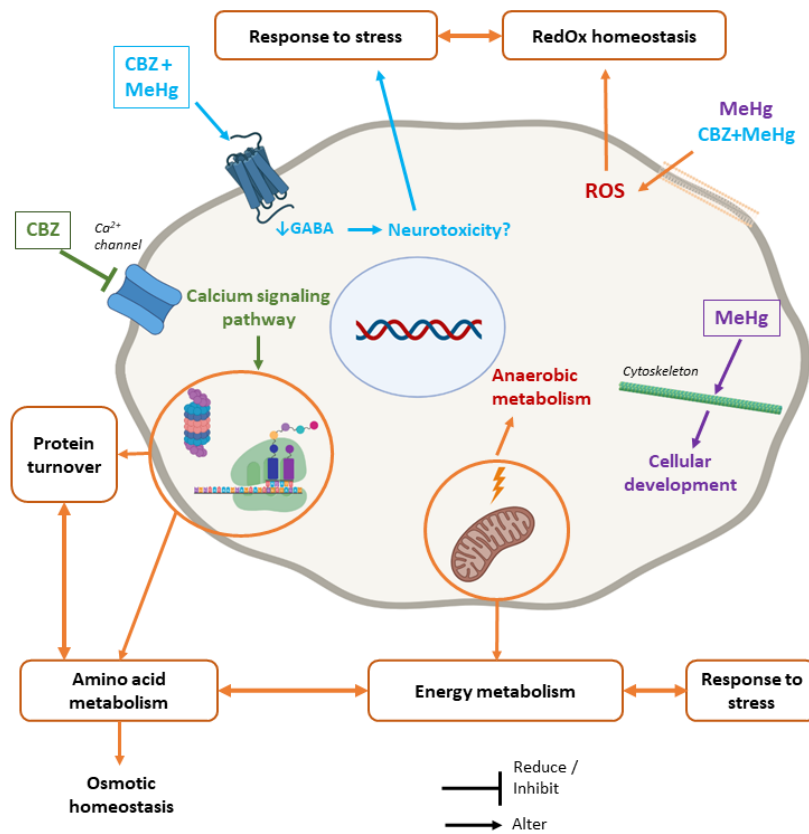 Response to stress
RedOx homeostasis
CBZ +
MeHg
MeHg
CBZ+MeHg
ROS
CBZ
Ca²⁺
channel
↓GABA
Neurotoxicity?
Calcium signaling
pathway
MeHg
Cytoskeleton
Anaerobic
metabolism
Protein
turnover
Cellular
development
Amino acid
metabolism
Energy metabolism
Response to
stress
Osmotic
homeostasis
Reduce /
Inhibit
Alter